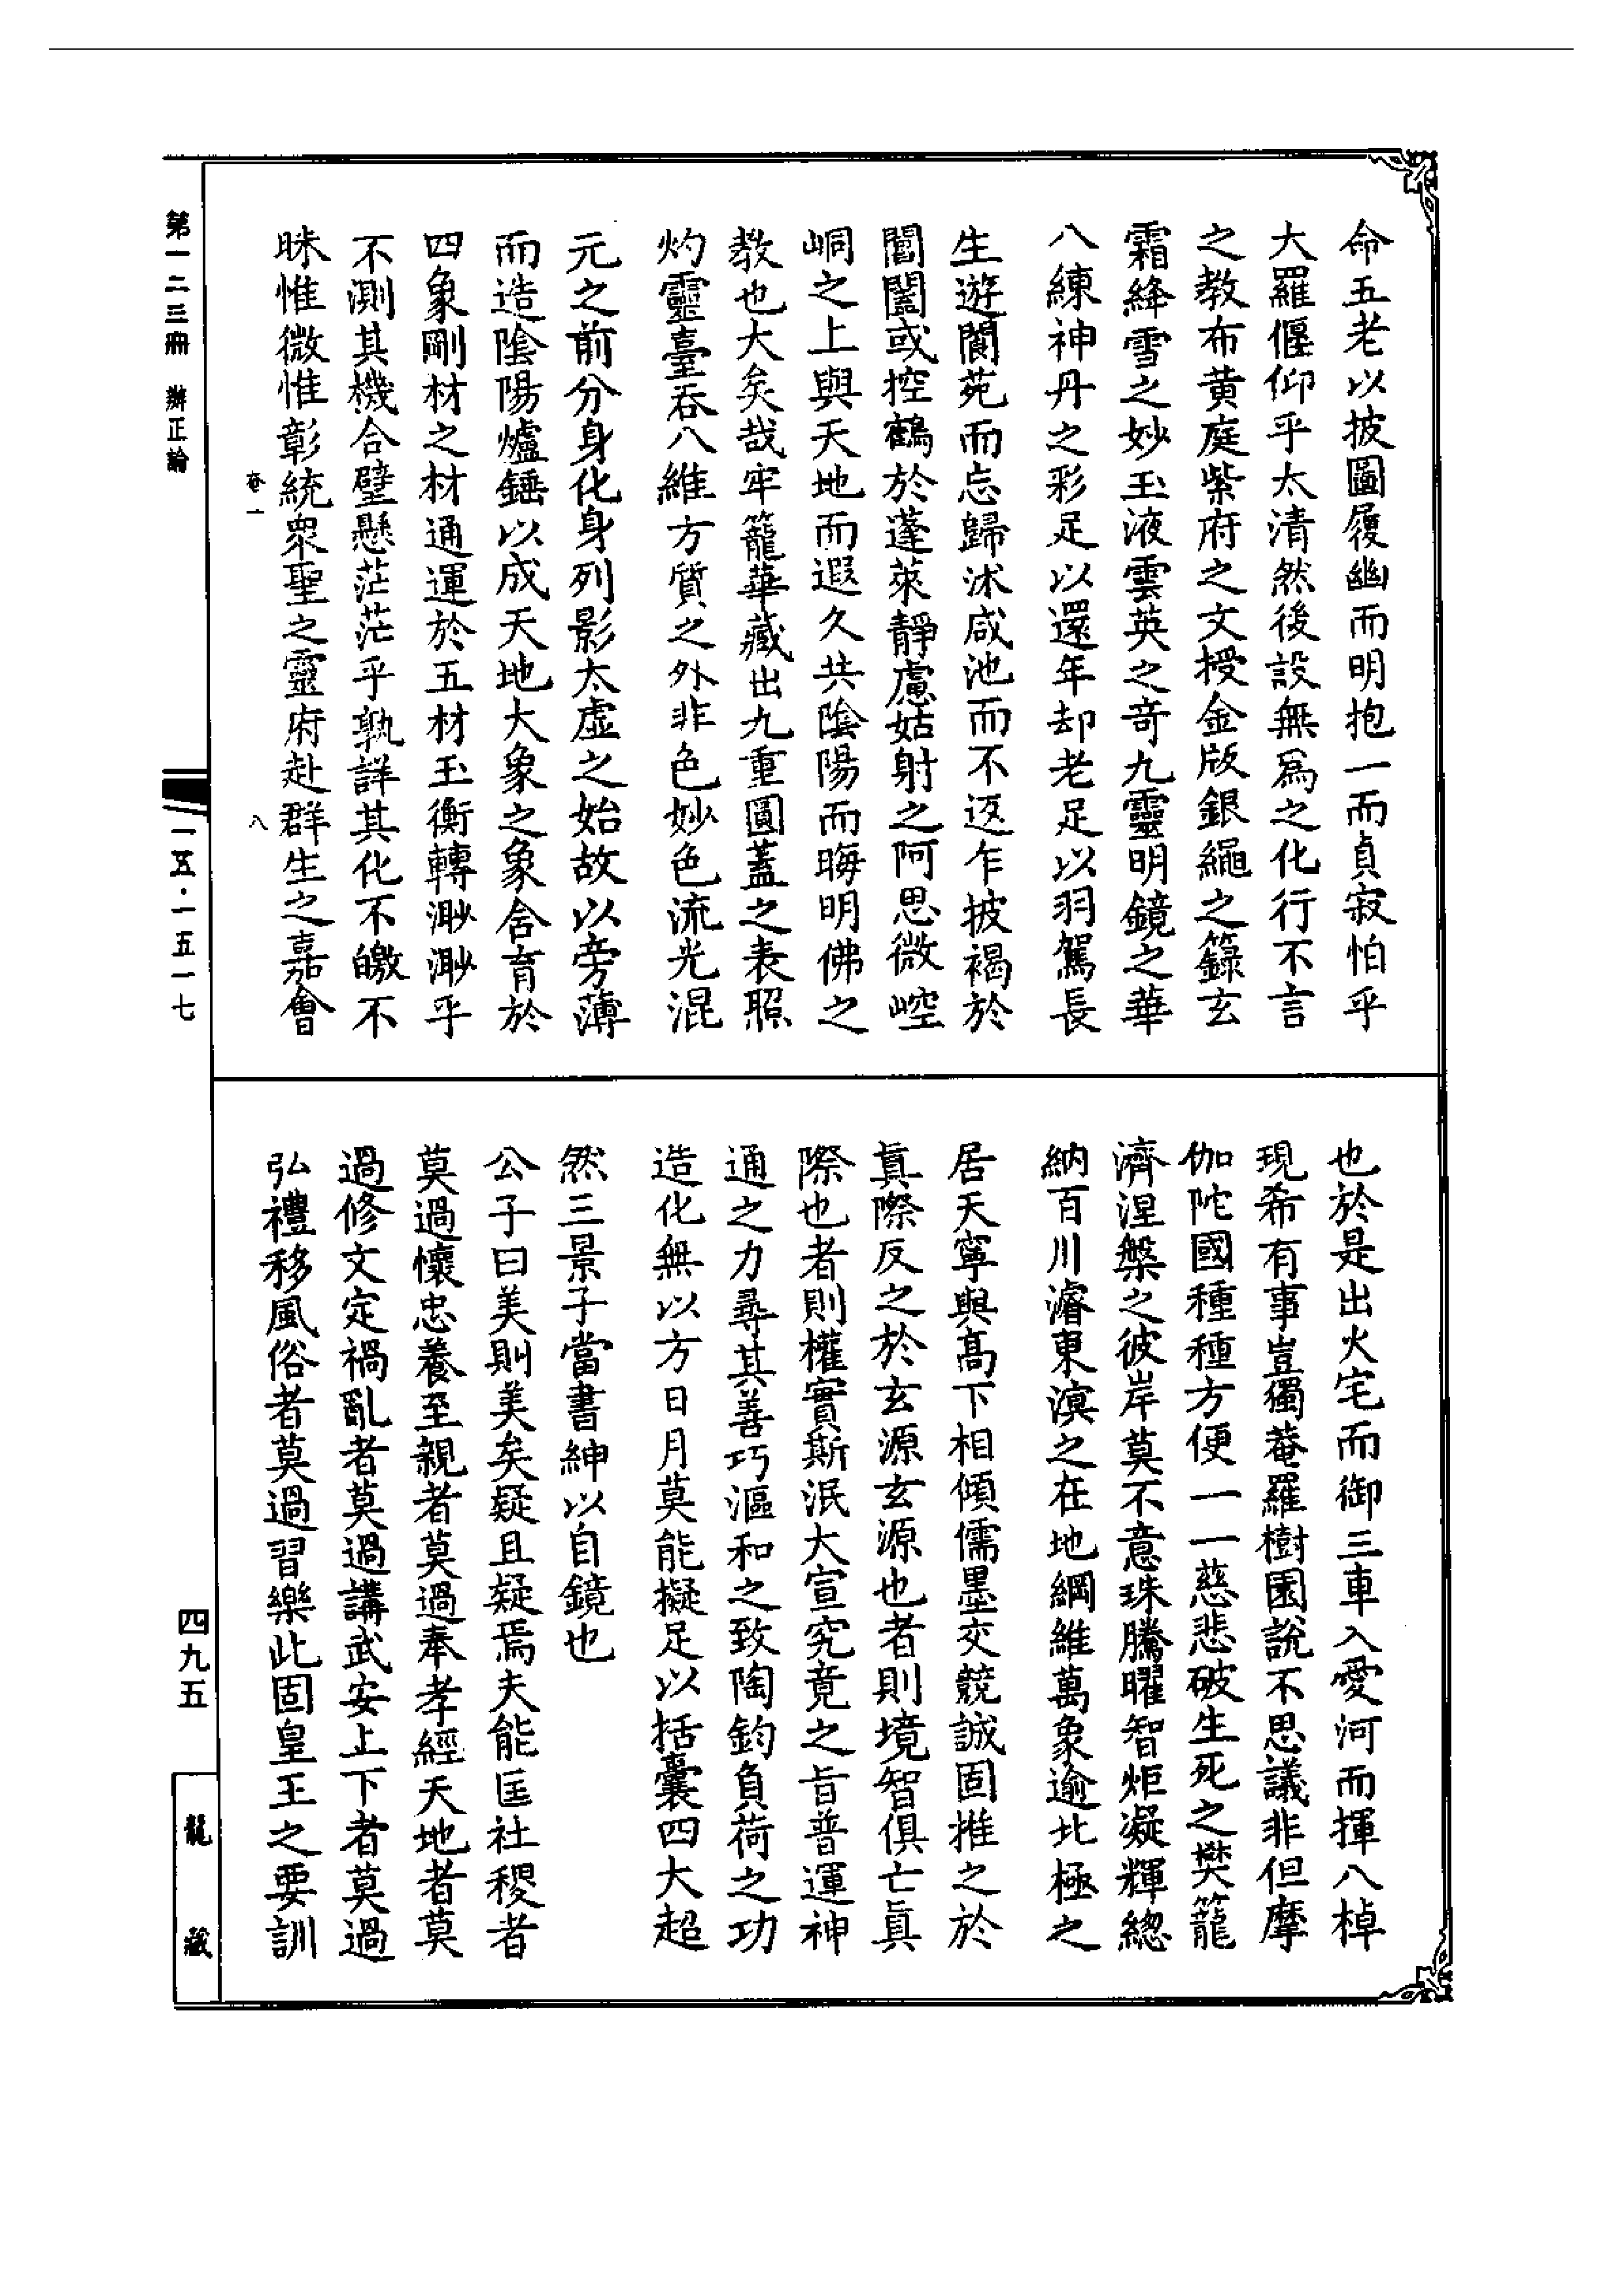 命五老以披圖履幽而明抱一而貞寂怕乎
大羅偃仰乎太清然後設無爲之化行不言
之教布黄庭紫府之文授金版銀繩之籙玄
霜絳雪之妙玉液雲英之奇九靈明鏡之華
八練神丹之彩足以還年却老足以羽駕長
生遊閬苑而忘歸沐咸池而不返乍披褐於
閶闔或控鶴於蓬萊靜慮姑射之阿思微崆
峒之上與天地而遐久共陰陽而晦明佛之
教也大矣哉牢籠華藏出九重圓蓋之表照
灼靈臺吞八維方質之外非色妙色流光混
元之前分身化身列影太虛之始故以旁薄
而造陰陽爐錘以成天地大象之象含育於
四象剛材之材通運於五材玉衡轉渺渺乎
不測其機合璧懸茫茫乎孰詳其化不皦不
昧惟微惟彰統衆聖之靈府赴群生之嘉會
也於是出火宅而御三車入愛河而揮八棹
現希有事豈獨菴羅樹園說不思議非但摩
伽陀國種種方便一一慈悲破生死之樊籠
濟涅槃之彼岸莫不意珠騰曜智炬凝輝總
納百川濬東溟之在地綱維萬象逾北極之
居天寧與髙下相傾儒墨交競誠固推之於
眞際反之於玄源玄源也者則境智俱亡眞
際也者則權實斯泯大宣究竟之旨普運神
通之力尋其善巧漚和之致陶鈞負荷之功
造化無以方日月莫能擬足以括囊四大超
然三景子當書紳以自鏡也
公子曰美則美矣疑且疑焉夫能匡社稷者
莫過懷忠養至親者莫過奉孝經天地者莫
過修文定禍亂者莫過講武安上下者莫過
弘禮移風俗者莫過習樂此固皇王之要訓
第一二三冊 辦正論
卷一
八
一五·一五一七
四九五
龍藏